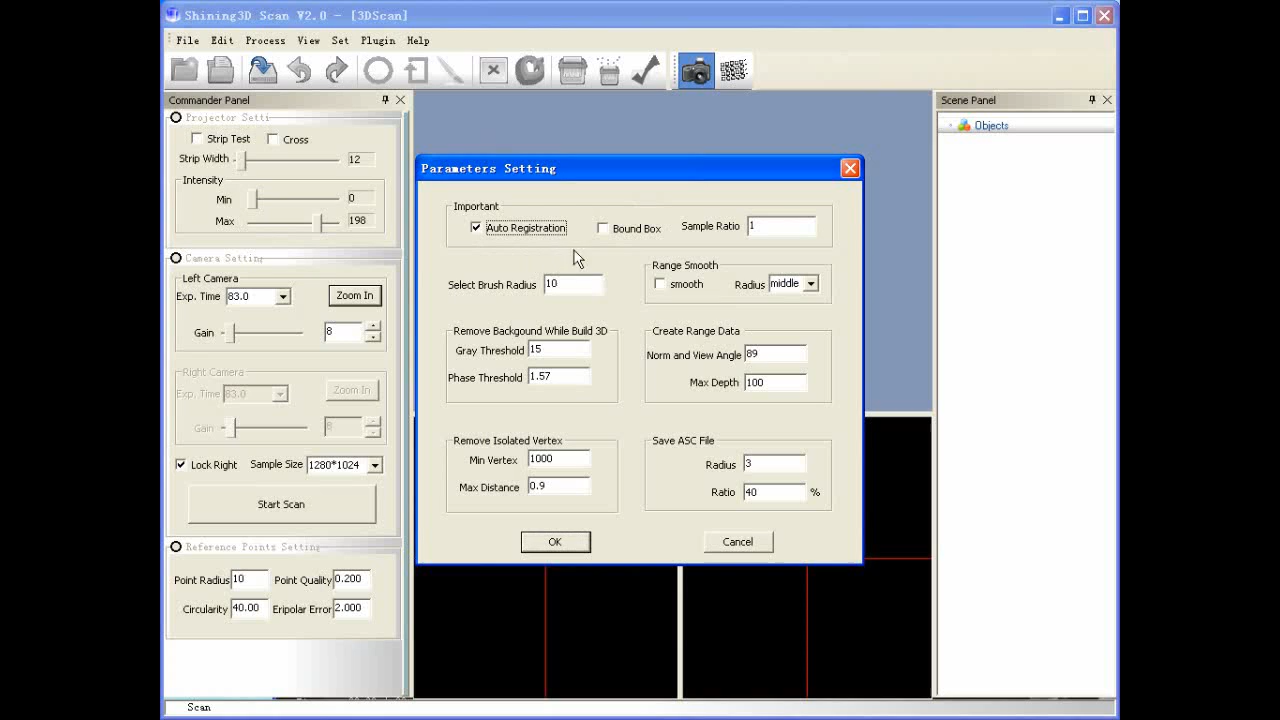 Shining3D Scan V2.0 - [3DScan]
File Edit Process View Set Plugin Help
Commander Panel
Projector Setti
Strip Test Cross
Strip Width 12
Intensity
Min 0
Max 198
Camera Setting
Left Camera
Exp. Time 83.0 Zoom In
Gain 8
Right Camera
Exp. Time 83.0 Zoom In
Gain 8
Lock Right Sample Size 1280*1024
Start Scan
Reference Points Setting
Point Radius 10 Point Quality 0.200
Circularity 40.00 Eripolar Error 2.000
Parameters Setting
Important
Auto Registration Bound Box Sample Ratio 1
Select Brush Radius 10
Range Smooth
smooth Radius middle
Remove Backgound While Build 3D
Gray Threshold 15
Phase Threshold 1.57
Create Range Data
Norm and View Angle 89
Max Depth 100
Remove Isolated Vertex
Min Vertex 1000
Max Distance 0.9
Save ASC File
Radius 3
Ratio 40 %
OK Cancel
Scene Panel
Objects
Scan